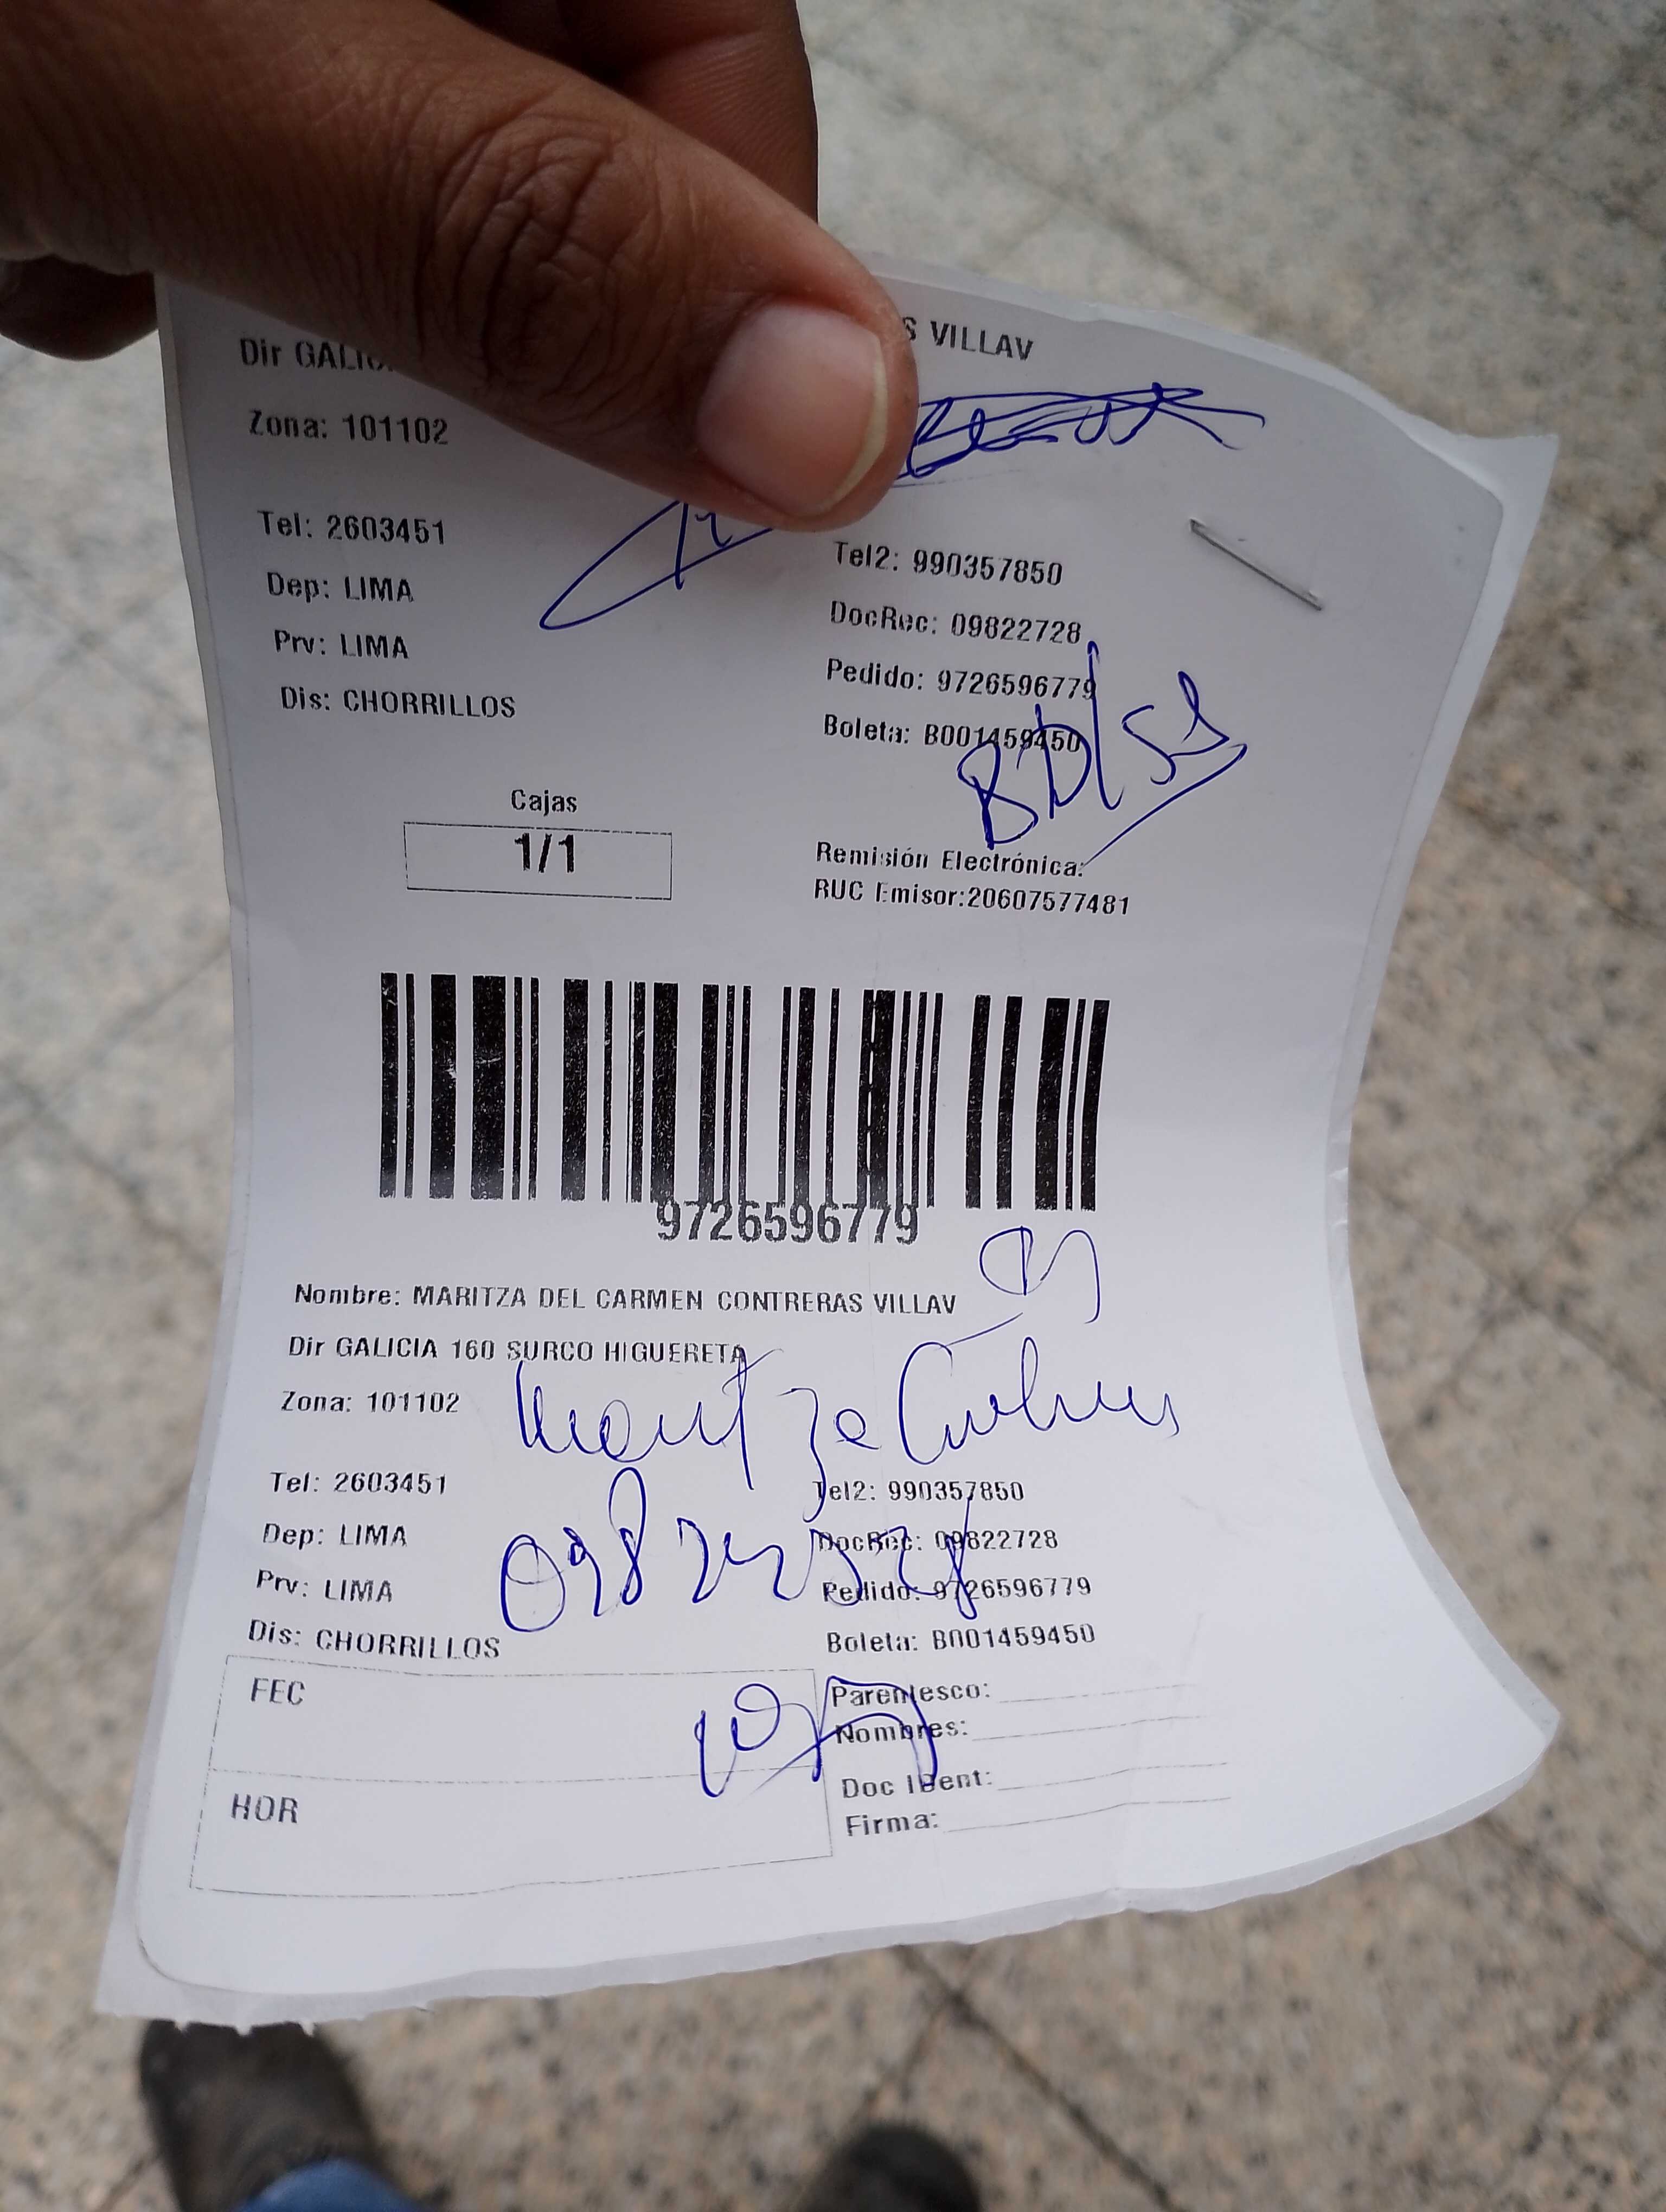 S VILLAV
Dir GALIC
Zona: 101102
Tel: 2603451
Tel2: 990357850
Dep: LIMA
DocRec: 09822728
Prv: LIMA
Pedido: 9726596779
Dis: CHORRILLOS
Boleta: B001459450
Cajas
1/1
Remisión Electrónica:
RUC Emisor:20607577481
9726596779
Nombre: MARITZA DEL CARMEN CONTRERAS VILLAV
Dir GALICIA 160 SURCO HIGUERETA
Zona: 101102
Maritza
Tel: 2603451
Tel2: 990357850
Dep: LIMA
DocRec: 09822728
Prv: LIMA
Pedido: 9726596779
Dis: CHORRILLOS
Boleta: B001459450
FEC
Parentesco:
Nombres:
HOR
Doc IDent:
Firma: